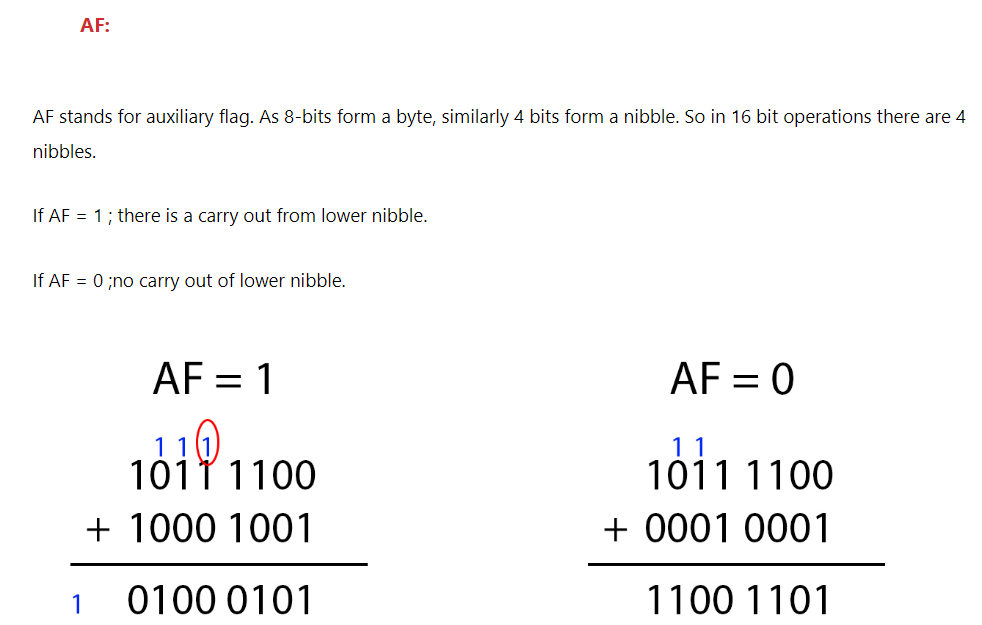 AF:
AF stands for auxiliary flag. As 8-bits form a byte, similarly 4 bits form a nibble. So in 16 bit operations there are 4
nibbles.
If AF = 1 ; there is a carry out from lower nibble.
If AF = 0 ;no carry out of lower nibble.
AF = 1
1 1 1
1011 1100
+ 1000 1001
1 0100 0101
AF = 0
1 1
1011 1100
+ 0001 0001
1100 1101